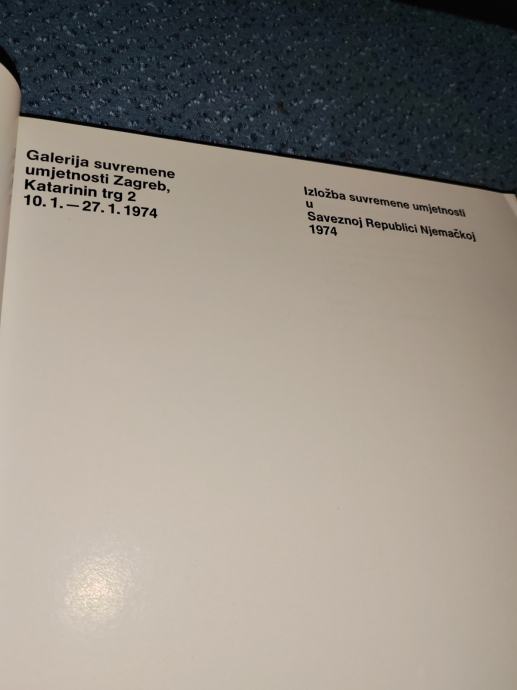 Galerija suvremene
umjetnosti Zagreb,
Katarinin trg 2
10. 1. — 27. 1. 1974
Izložba suvremene umjetnosti
u
Saveznoj Republici Njemačkoj
1974